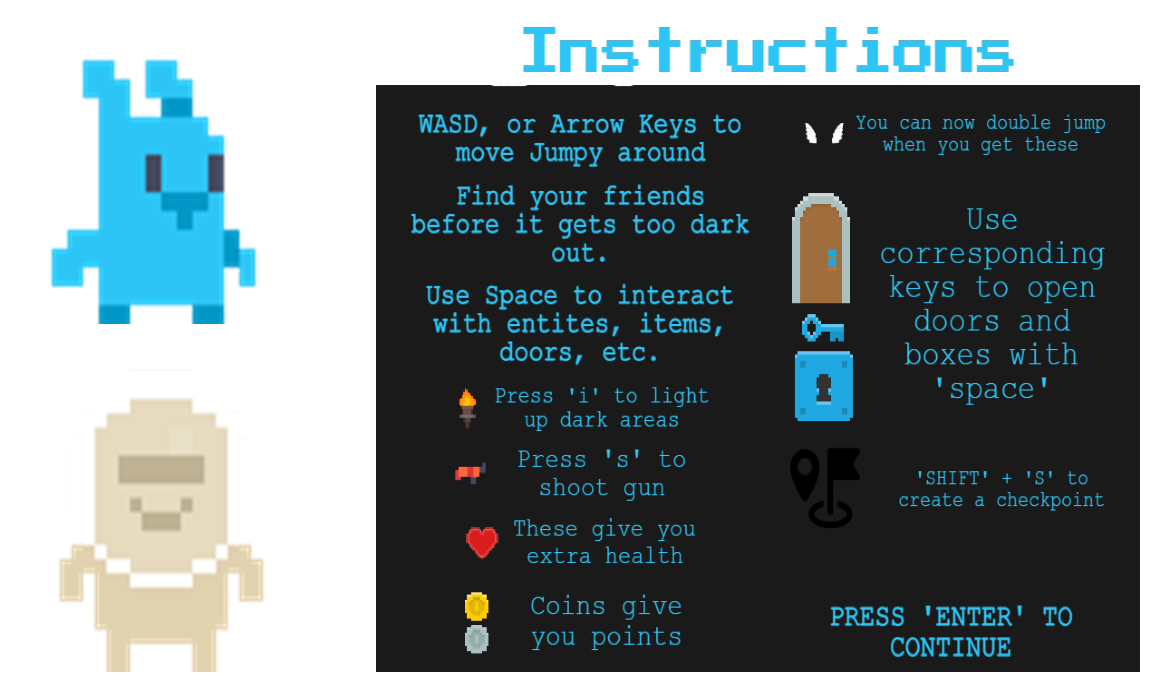 Instructions
WASD, or Arrow Keys to
move Jumpy around
Find your friends
before it gets too dark
out.
Use Space to interact
with entites, items,
doors, etc.
Press 'i' to light
up dark areas
Press 's' to
shoot gun
These give you
extra health
Coins give
you points
You can now double jump
when you get these
Use
corresponding
keys to open
doors and
boxes with
'space'
'SHIFT' + 'S' to
create a checkpoint
PRESS 'ENTER' TO
CONTINUE